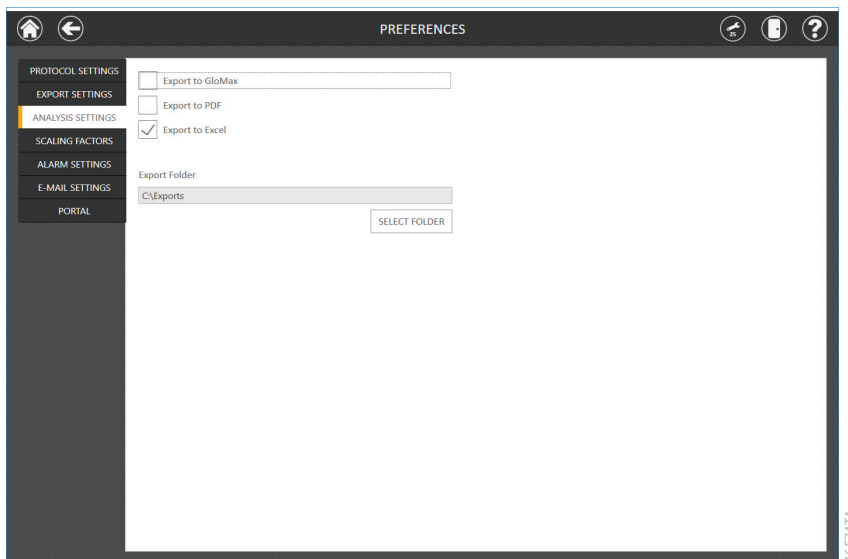 PREFERENCES
25
PROTOCOL SETTINGS
EXPORT SETTINGS
ANALYSIS SETTINGS
SCALING FACTORS
ALARM SETTINGS
E-MAIL SETTINGS
PORTAL
Export to GloMax
Export to PDF
Export to Excel
Export Folder
C:\Exports
SELECT FOLDER